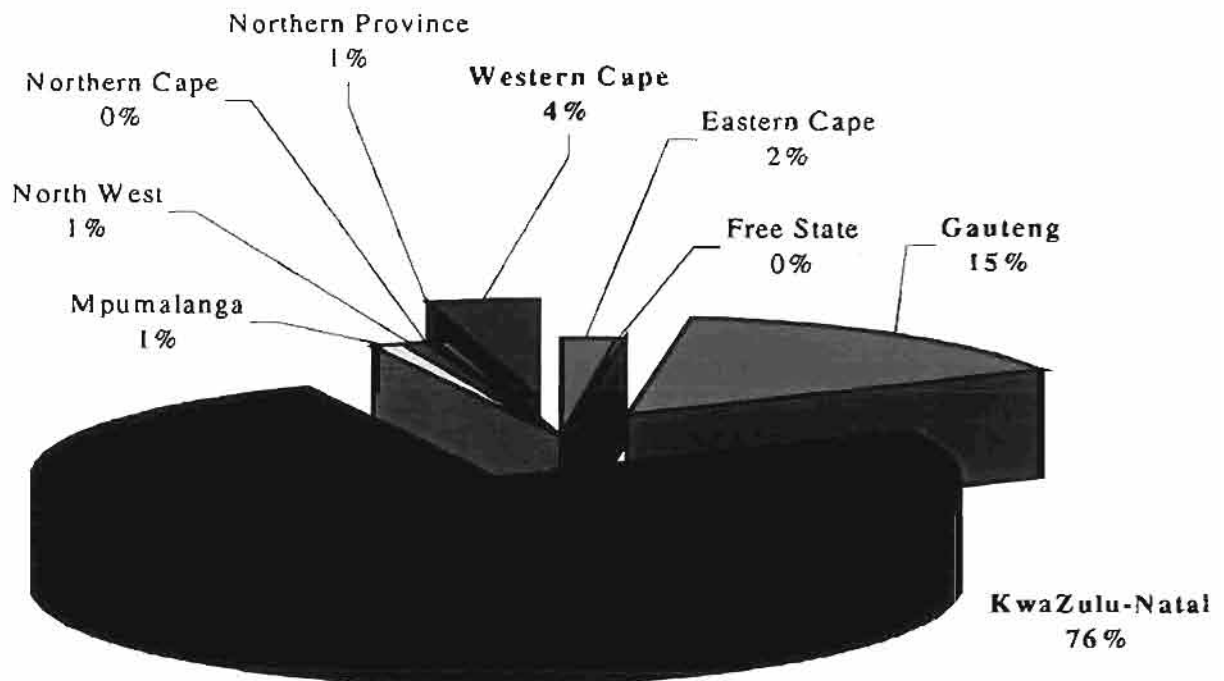 Northern Province
1%
Western Cape
4%
Northern Cape
0%
Eastern Cape
2%
North West
1%
Free State
0%
Gauteng
15%
Mpumalanga
1%
KwaZulu-Natal
76%